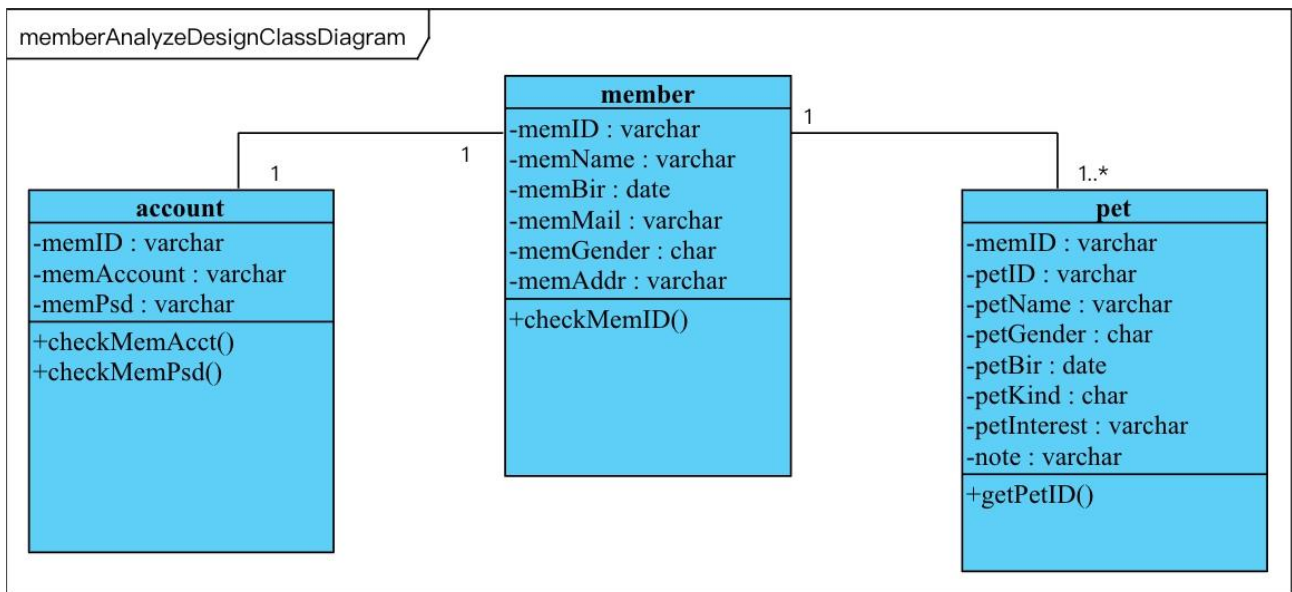 memberAnalyzeDesignClassDiagram
member
-memID : varchar
-memName : varchar
-memBir : date
-memMail : varchar
-memGender : char
-memAddr : varchar
+checkMemID()
1
1
account
-memID : varchar
-memAccount : varchar
-memPsd : varchar
+checkMemAcct()
+checkMemPsd()
1
1..*
pet
-memID : varchar
-petID : varchar
-petName : varchar
-petGender : char
-petBir : date
-petKind : char
-petInterest : varchar
-note : varchar
+getPetID()